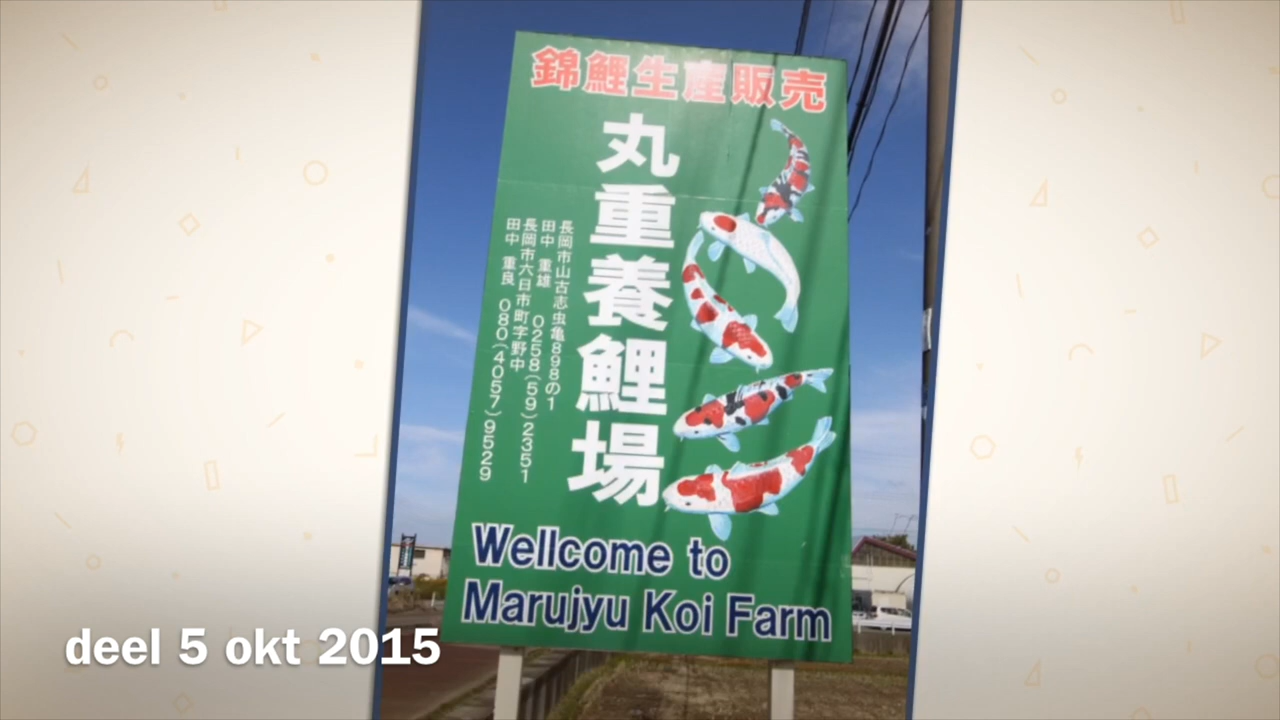 錦鯉生産販売
丸重養鯉場
長岡市山古志虫亀898の1
田中 重雄 0258(59)2351
長岡市六日市町字野中
田中 重良 080(4057)9529
Wellcome to
Marujyu Koi Farm
deel 5 okt 2015